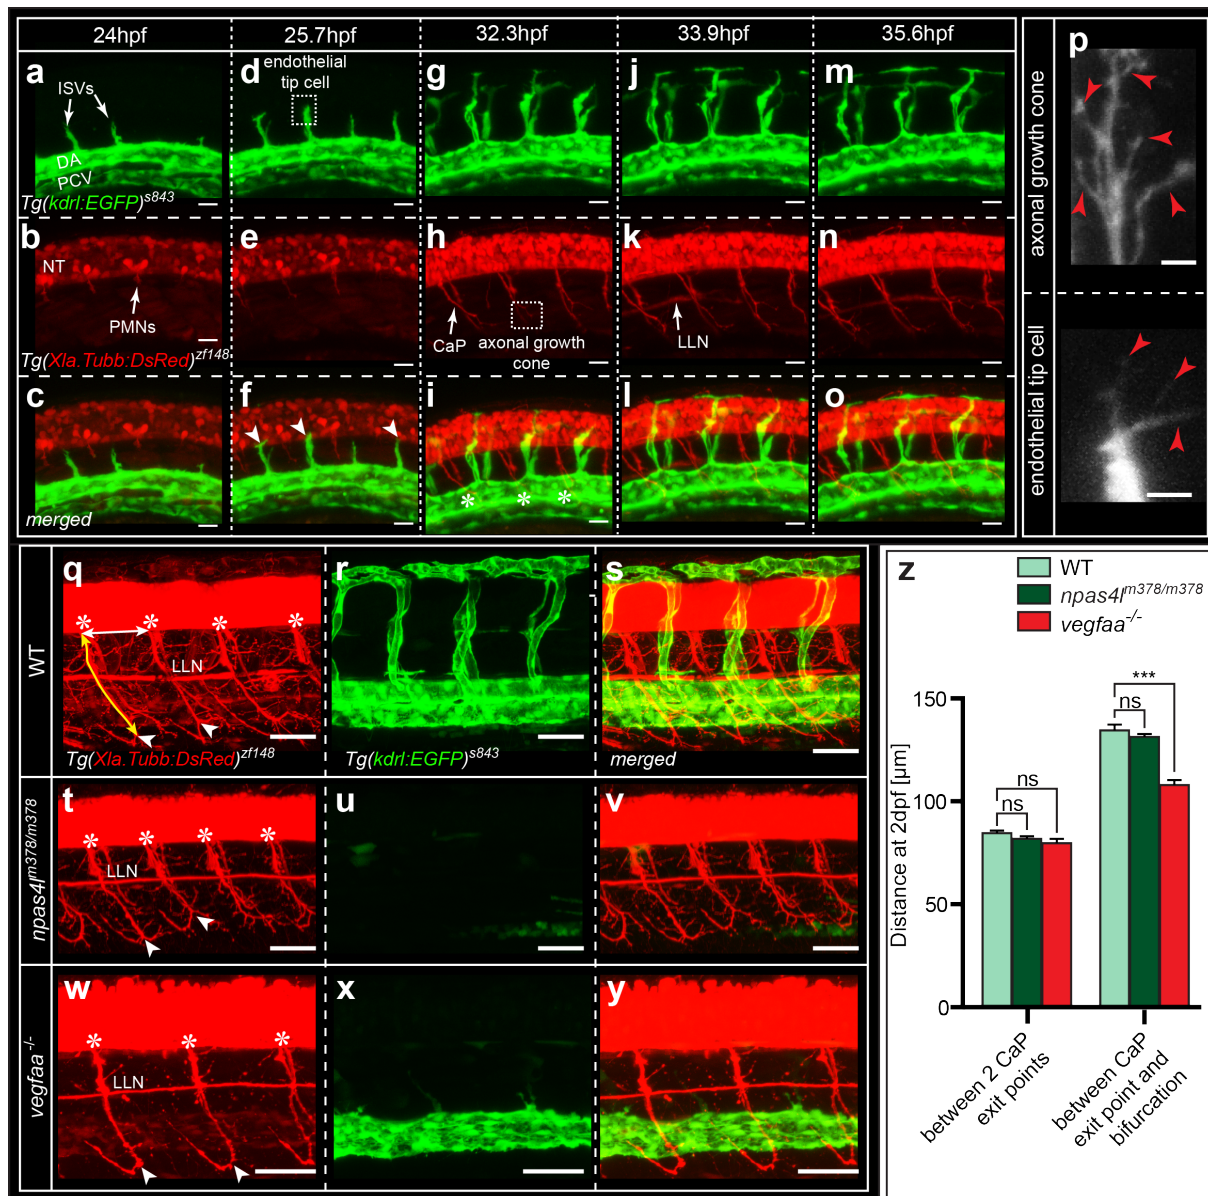 24hpf 25.7hpf 32.3hpf 33.9hpf 35.6hpf
a ISVs DA PCV Tg(kdrl:EGFP)s843
d endothelial tip cell
g
j
m
b NT PMNs Tg(Xla.Tubb:DsRed)zf148
e
h CaP axonal growth cone
k LLN
n
c merged
f
i * * *
l
o
axonal growth cone
p
endothelial tip cell
WT
q * * * * LLN Tg(Xla.Tubb:DsRed)zf148
r Tg(kdrl:EGFP)s843
s merged
npas4lm378/m378
t * * * * LLN
u
v
vegfaa-/-
w * * * LLN
x
y
z
WT
npas4lm378/m378
vegfaa-/-
Distance at 2dpf [µm]
150
100
50
0
ns
ns
ns
***
between 2 CaP
exit points
between CaP
exit point and
bifurcation